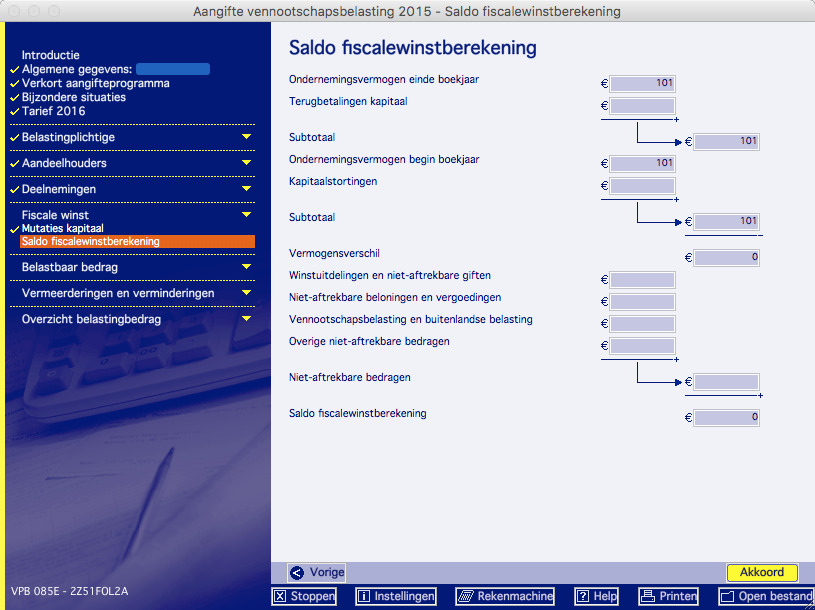 Aangifte vennootschapsbelasting 2015 - Saldo fiscalewinstberekening
Introductie
Algemene gegevens:
Verkort aangifteprogramma
Bijzondere situaties
Tarief 2016
Belastingplichtige
Aandeelhouders
Deelnemingen
Fiscale winst
Mutaties kapitaal
Saldo fiscalewinstberekening
Belastbaar bedrag
Vermeerderingen en verminderingen
Overzicht belastingbedrag
VPB 085E - 2Z51FOL2A
Saldo fiscalewinstberekening
Ondernemingsvermogen einde boekjaar € 101
Terugbetalingen kapitaal €
+
Subtotaal € 101
Ondernemingsvermogen begin boekjaar € 101
Kapitaalstortingen €
+
Subtotaal € 101
-
Vermogensverschil € 0
Winstuitdelingen en niet-aftrekbare giften €
Niet-aftrekbare beloningen en vergoedingen €
Vennootschapsbelasting en buitenlandse belasting €
Overige niet-aftrekbare bedragen €
+
Niet-aftrekbare bedragen €
+
Saldo fiscalewinstberekening € 0
Vorige Akkoord
Stoppen Instellingen Rekenmachine Help Printen Open bestand